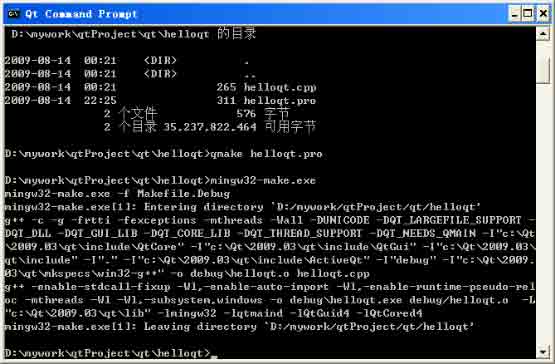 Qt Command Prompt
D:\mywork\qtProject\qt\helloqt 的目录
2009-08-14 00:21 <DIR> .
2009-08-14 00:21 <DIR> ..
2009-08-14 00:21 265 helloqt.cpp
2009-08-14 22:25 311 helloqt.pro
2 个文件 576 字节
2 个目录 35,237,822,464 可用字节
D:\mywork\qtProject\qt\helloqt>qmake helloqt.pro
D:\mywork\qtProject\qt\helloqt>mingw32-make.exe
mingw32-make.exe -f Makefile.Debug
mingw32-make.exe[1]: Entering directory `D:/mywork/qtProject/qt/helloqt'
g++ -c -g -frtti -fexceptions -mthreads -Wall -DUNICODE -DQT_LARGEFILE_SUPPORT -
DQT_DLL -DQT_GUI_LIB -DQT_CORE_LIB -DQT_THREAD_SUPPORT -DQT_NEEDS_QMAIN -I"c:\Qt
\2009.03\qt\include\QtCore" -I"c:\Qt\2009.03\qt\include\QtGui" -I"c:\Qt\2009.03\
qt\include" -I"." -I"c:\Qt\2009.03\qt\include\ActiveQt" -I"debug" -I"c:\Qt\2009.
03\qt\mkspecs\win32-g++" -o debug\helloqt.o helloqt.cpp
g++ -enable-stdcall-fixup -Wl,-enable-auto-import -Wl,-enable-runtime-pseudo-rel
oc -mthreads -Wl -Wl,-subsystem,windows -o debug\helloqt.exe debug/helloqt.o -L
"c:\Qt\2009.03\qt\lib" -lmingw32 -lqtmaind -lQtGuid4 -lQtCored4
mingw32-make.exe[1]: Leaving directory `D:/mywork/qtProject/qt/helloqt'
D:\mywork\qtProject\qt\helloqt>_